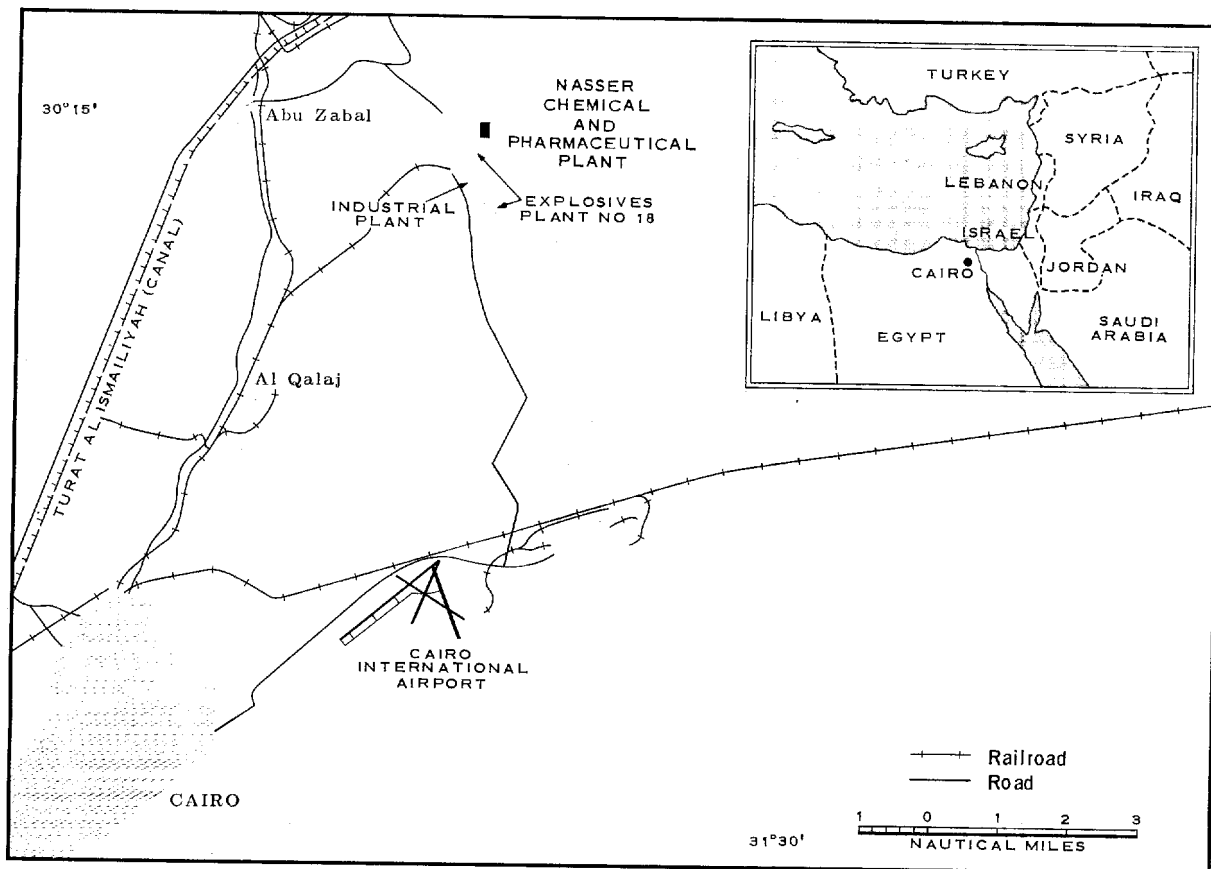 30°15'
Abu Zabal
NASSER
CHEMICAL
AND
PHARMACEUTICAL
PLANT
INDUSTRIAL
PLANT
EXPLOSIVES
PLANT NO 18
TURAT AL ISMAILIYAH (CANAL)
Al Qalaj
TURKEY
SYRIA
LEBANON
IRAQ
ISRAEL
CAIRO
JORDAN
LIBYA
EGYPT
SAUDI
ARABIA
CAIRO
INTERNATIONAL
AIRPORT
CAIRO
Railroad
Road
31°30'
1 0 1 2 3
NAUTICAL MILES